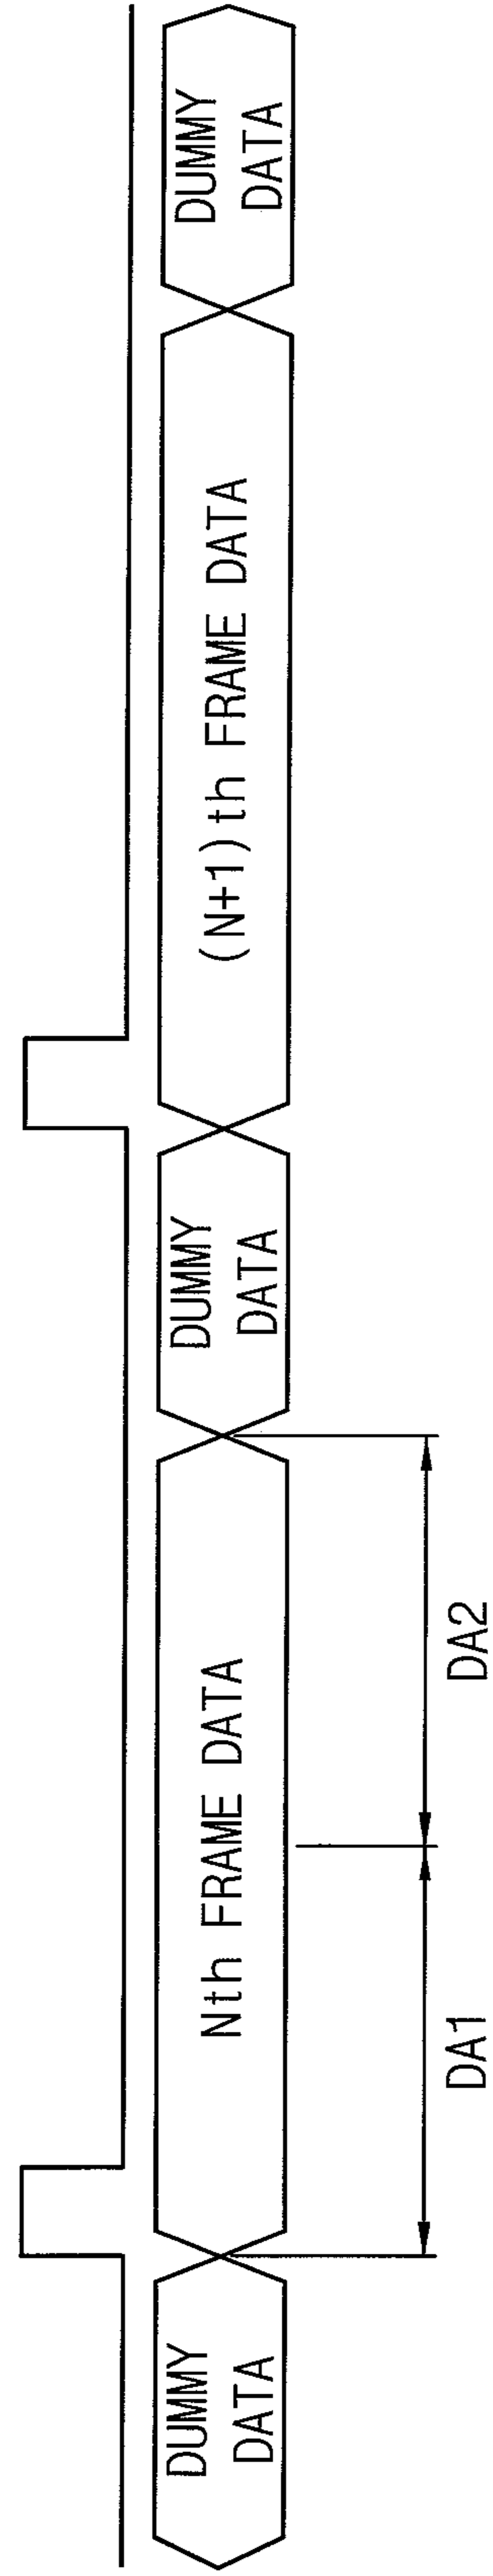 DUMMY
DATA
Nth FRAME DATA
DUMMY
DATA
(N+1)th FRAME DATA
DUMMY
DATA
DA1
DA2